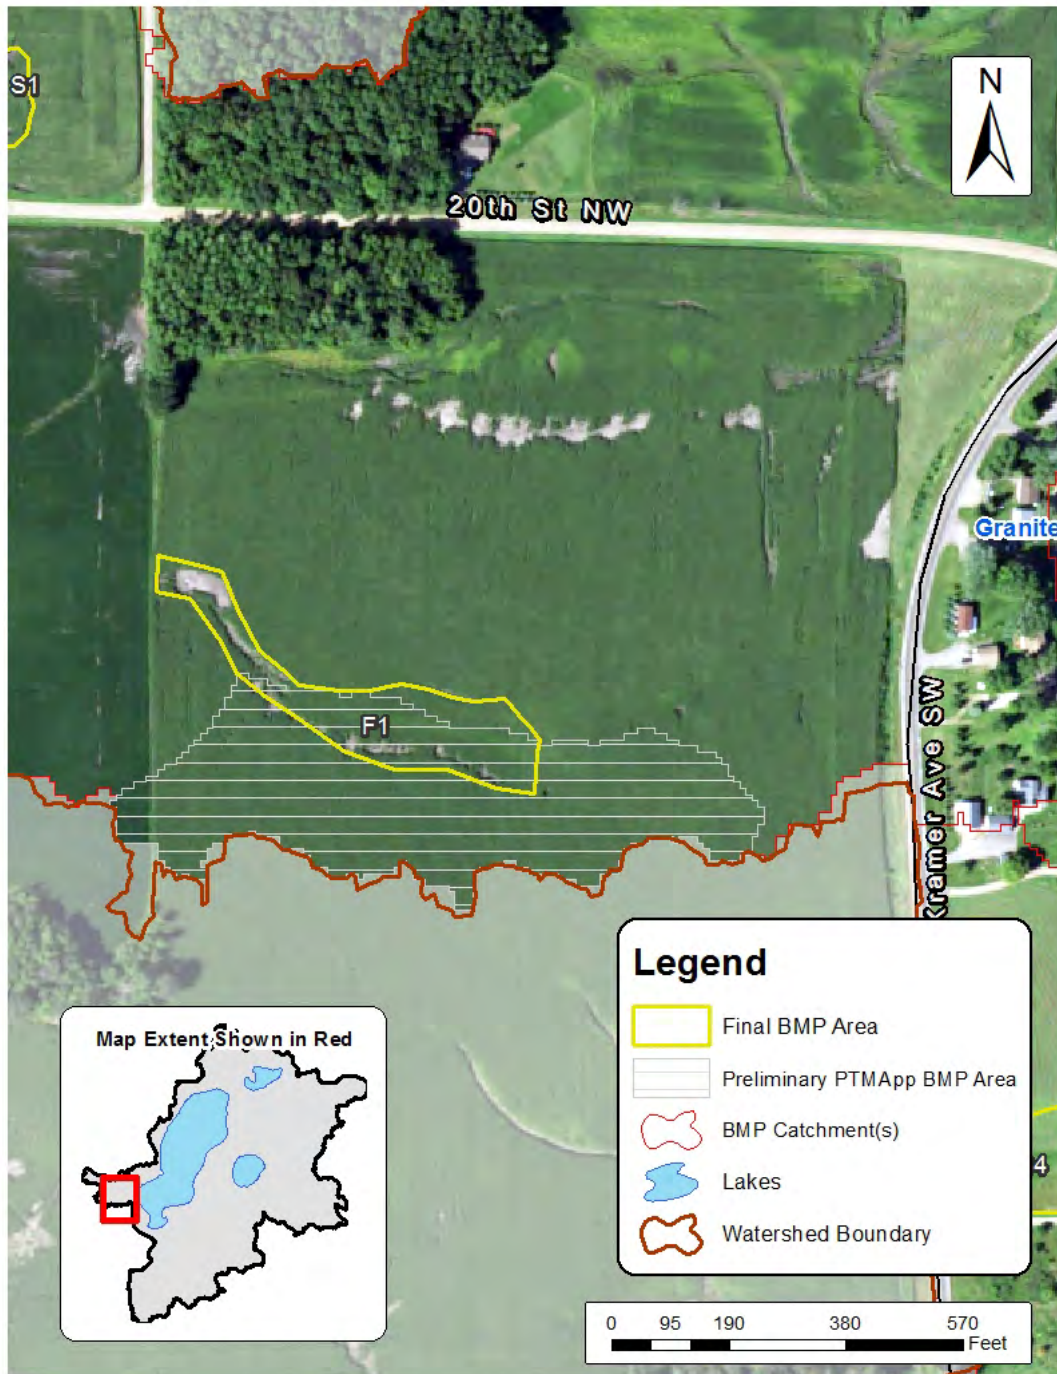 S1
N
20th St NW
Granite
F1
Kramer Ave SW
Legend
Final BMP Area
Preliminary PTMApp BMP Area
BMP Catchment(s)
Lakes
Watershed Boundary
4
Map Extent Shown in Red
0 95 190 380 570
Feet